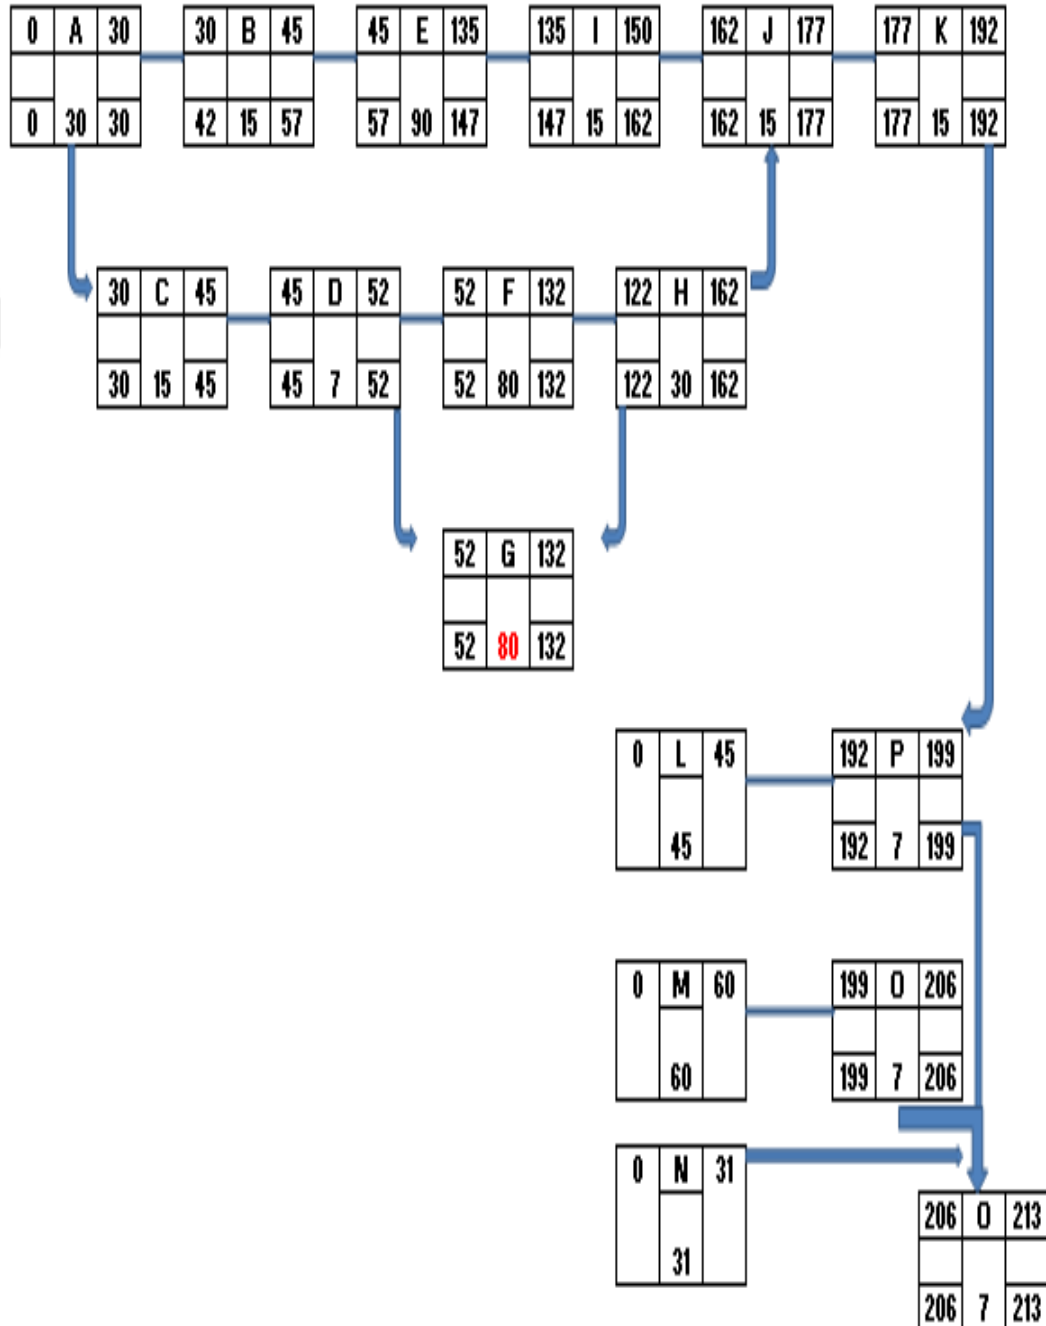 0 A 30 30 B 45 45 E 135 135 I 150 162 J 177 177 K 192
0 30 30 42 15 57 57 90 147 147 15 162 162 15 177 177 15 192
30 C 45 45 D 52 52 F 132 122 H 162
30 15 45 45 7 52 52 80 132 122 30 162
52 G 132
52 80 132
0 L 45 192 P 199
45 192 7 199
0 M 60 199 O 206
60 199 7 206
0 N 31
206 O 213
31
206 7 213